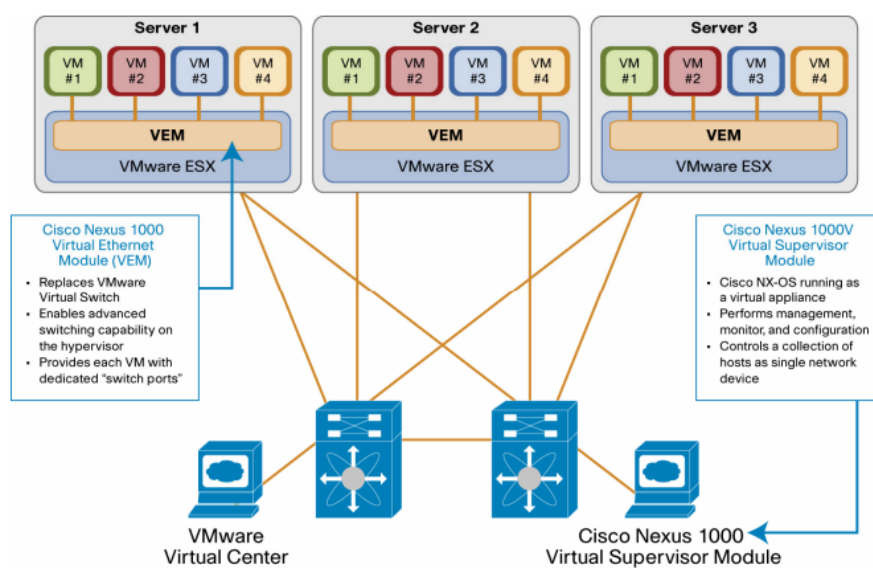 Server 1
Server 2
Server 3
VM
#1
VM
#2
VM
#3
VM
#4
VM
#1
VM
#2
VM
#3
VM
#4
VM
#1
VM
#2
VM
#3
VM
#4
VEM
VMware ESX
VEM
VMware ESX
VEM
VMware ESX
Cisco Nexus 1000
Virtual Ethernet
Module (VEM)
• Replaces VMware
Virtual Switch
• Enables advanced
switching capability on
the hypervisor
• Provides each VM with
dedicated “switch ports”
Cisco Nexus 1000V
Virtual Supervisor
Module
• Cisco NX-OS running as
a virtual appliance
• Performs management,
monitor, and configuration
• Controls a collection of
hosts as single network
device
VMware
Virtual Center
Cisco Nexus 1000
Virtual Supervisor Module